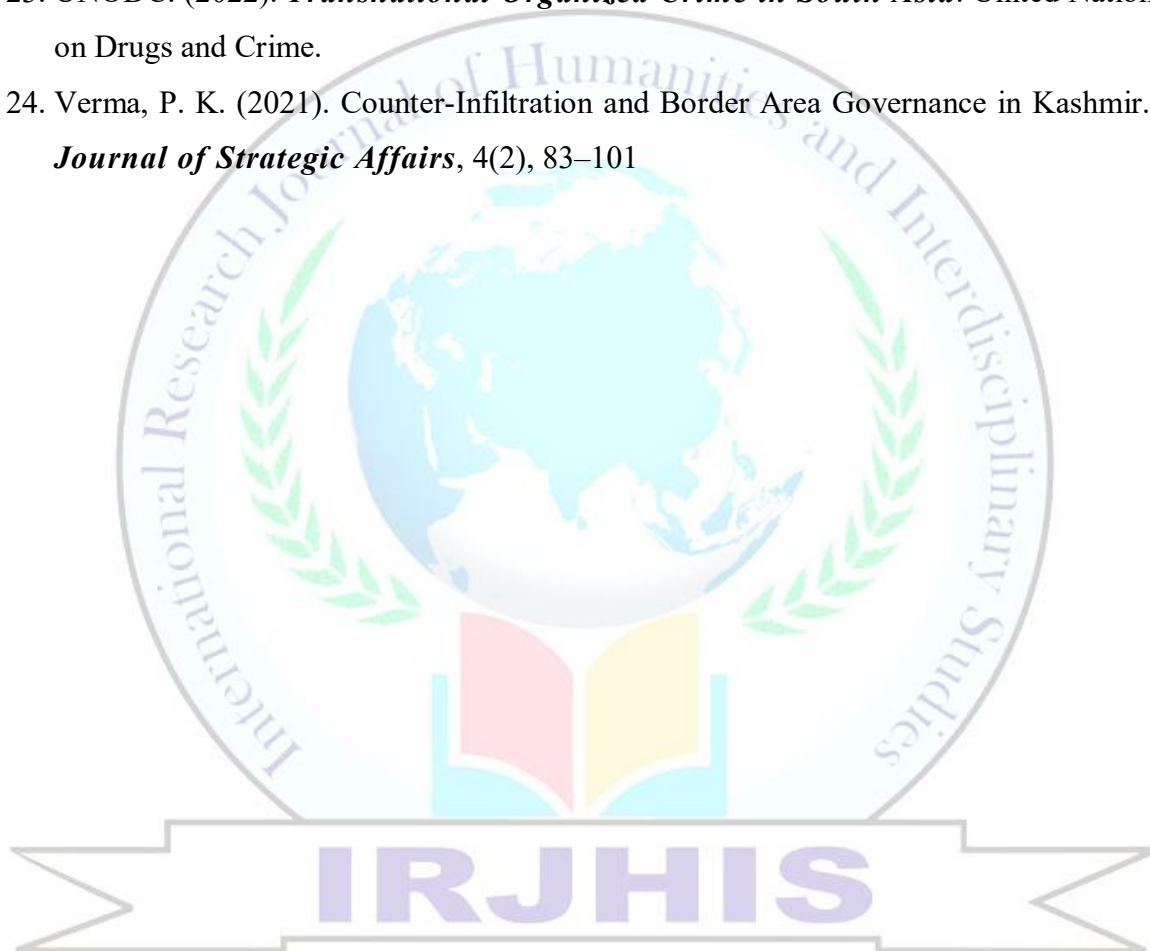 on Drugs and Crime.
24. Verma, P. K. (2021). Counter-Infiltration and Border Area Governance in Kashmir.
Journal of Strategic Affairs, 4(2), 83–101
International Research Journal of Humanities and Interdisciplinary Studies
IRJHIS